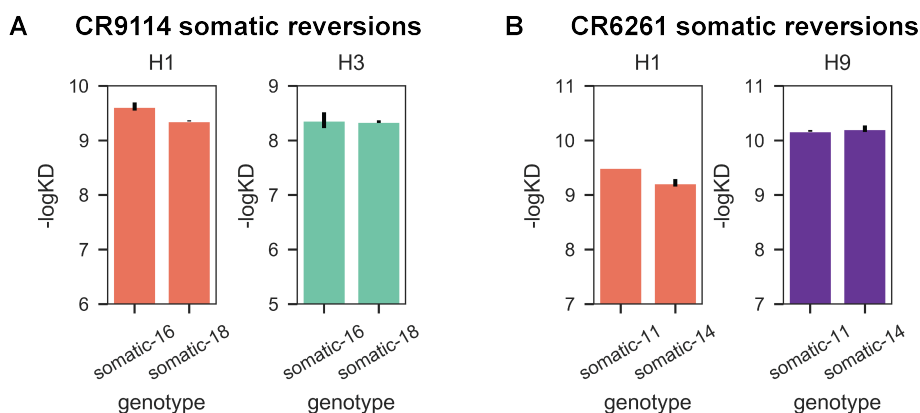 A CR9114 somatic reversions
H1
10
9
8
7
6
-logKD
somatic-16
somatic-18
genotype
H3
9
8
7
6
5
-logKD
somatic-16
somatic-18
genotype
B CR6261 somatic reversions
H1
11
10
9
8
7
-logKD
somatic-11
somatic-14
genotype
H9
11
10
9
8
7
-logKD
somatic-11
somatic-14
genotype